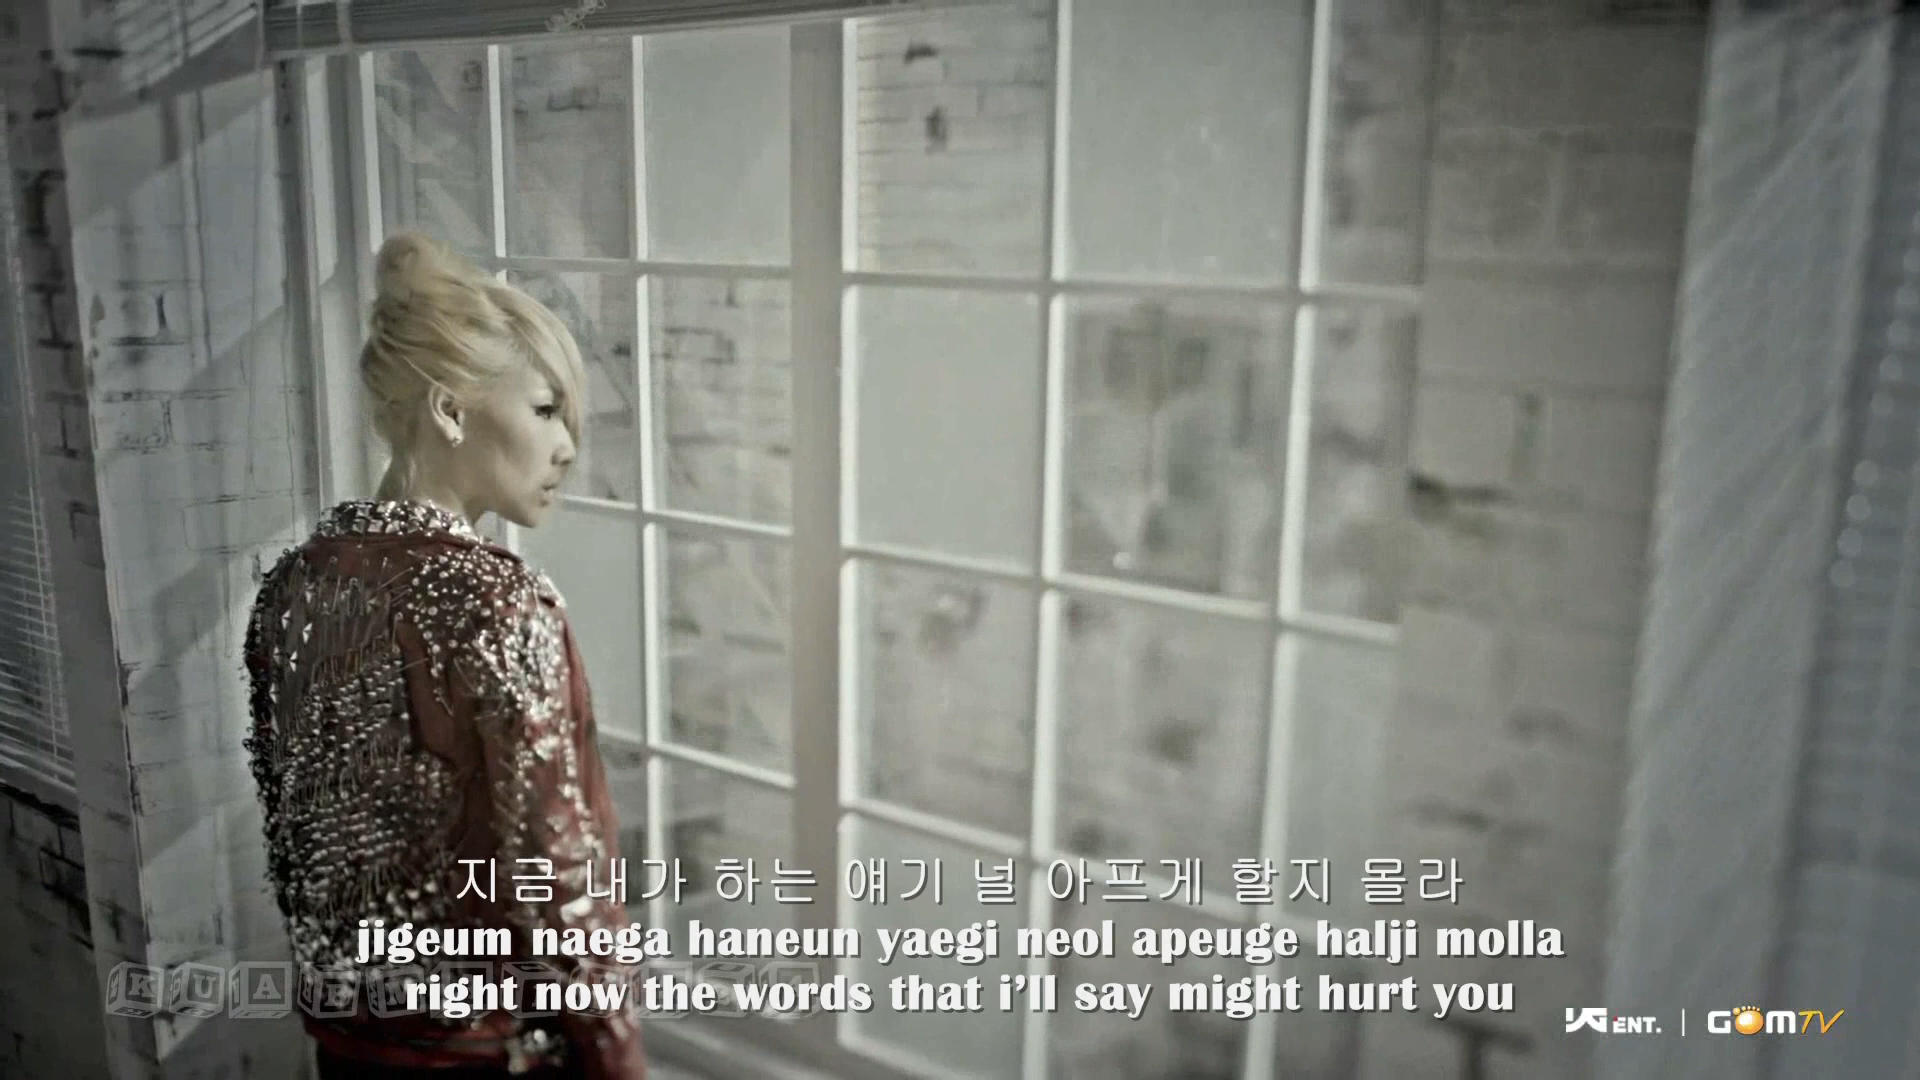 지금 내가 하는 얘기 널 아프게 할지 몰라
jigeum naega haneun yaegi neol apeuge halji molla
right now the words that i'll say might hurt you
YG ENT. | GOMTV